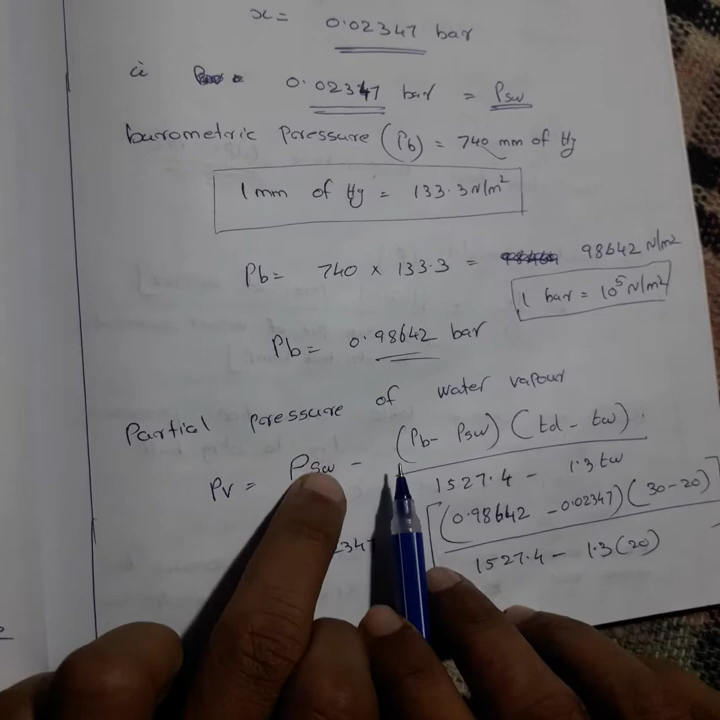 x = 0.02347 bar
ie 0.02347 bar = Psw
barometric Pressure (Pb) = 740 mm of Hg
1 mm of Hg = 133.3 N/m²
Pb = 740 × 133.3 = 98642 N/m2
1 bar = 10⁵ N/m²
Pb = 0.98642 bar
Partial pressure of water vapour
Pv = Psw - (Pb - Psw) (td - tw)
1527.4 - 1.3 tw
2347 [(0.98642 - 0.02347) (30-20)]
1527.4 - 1.3(20)